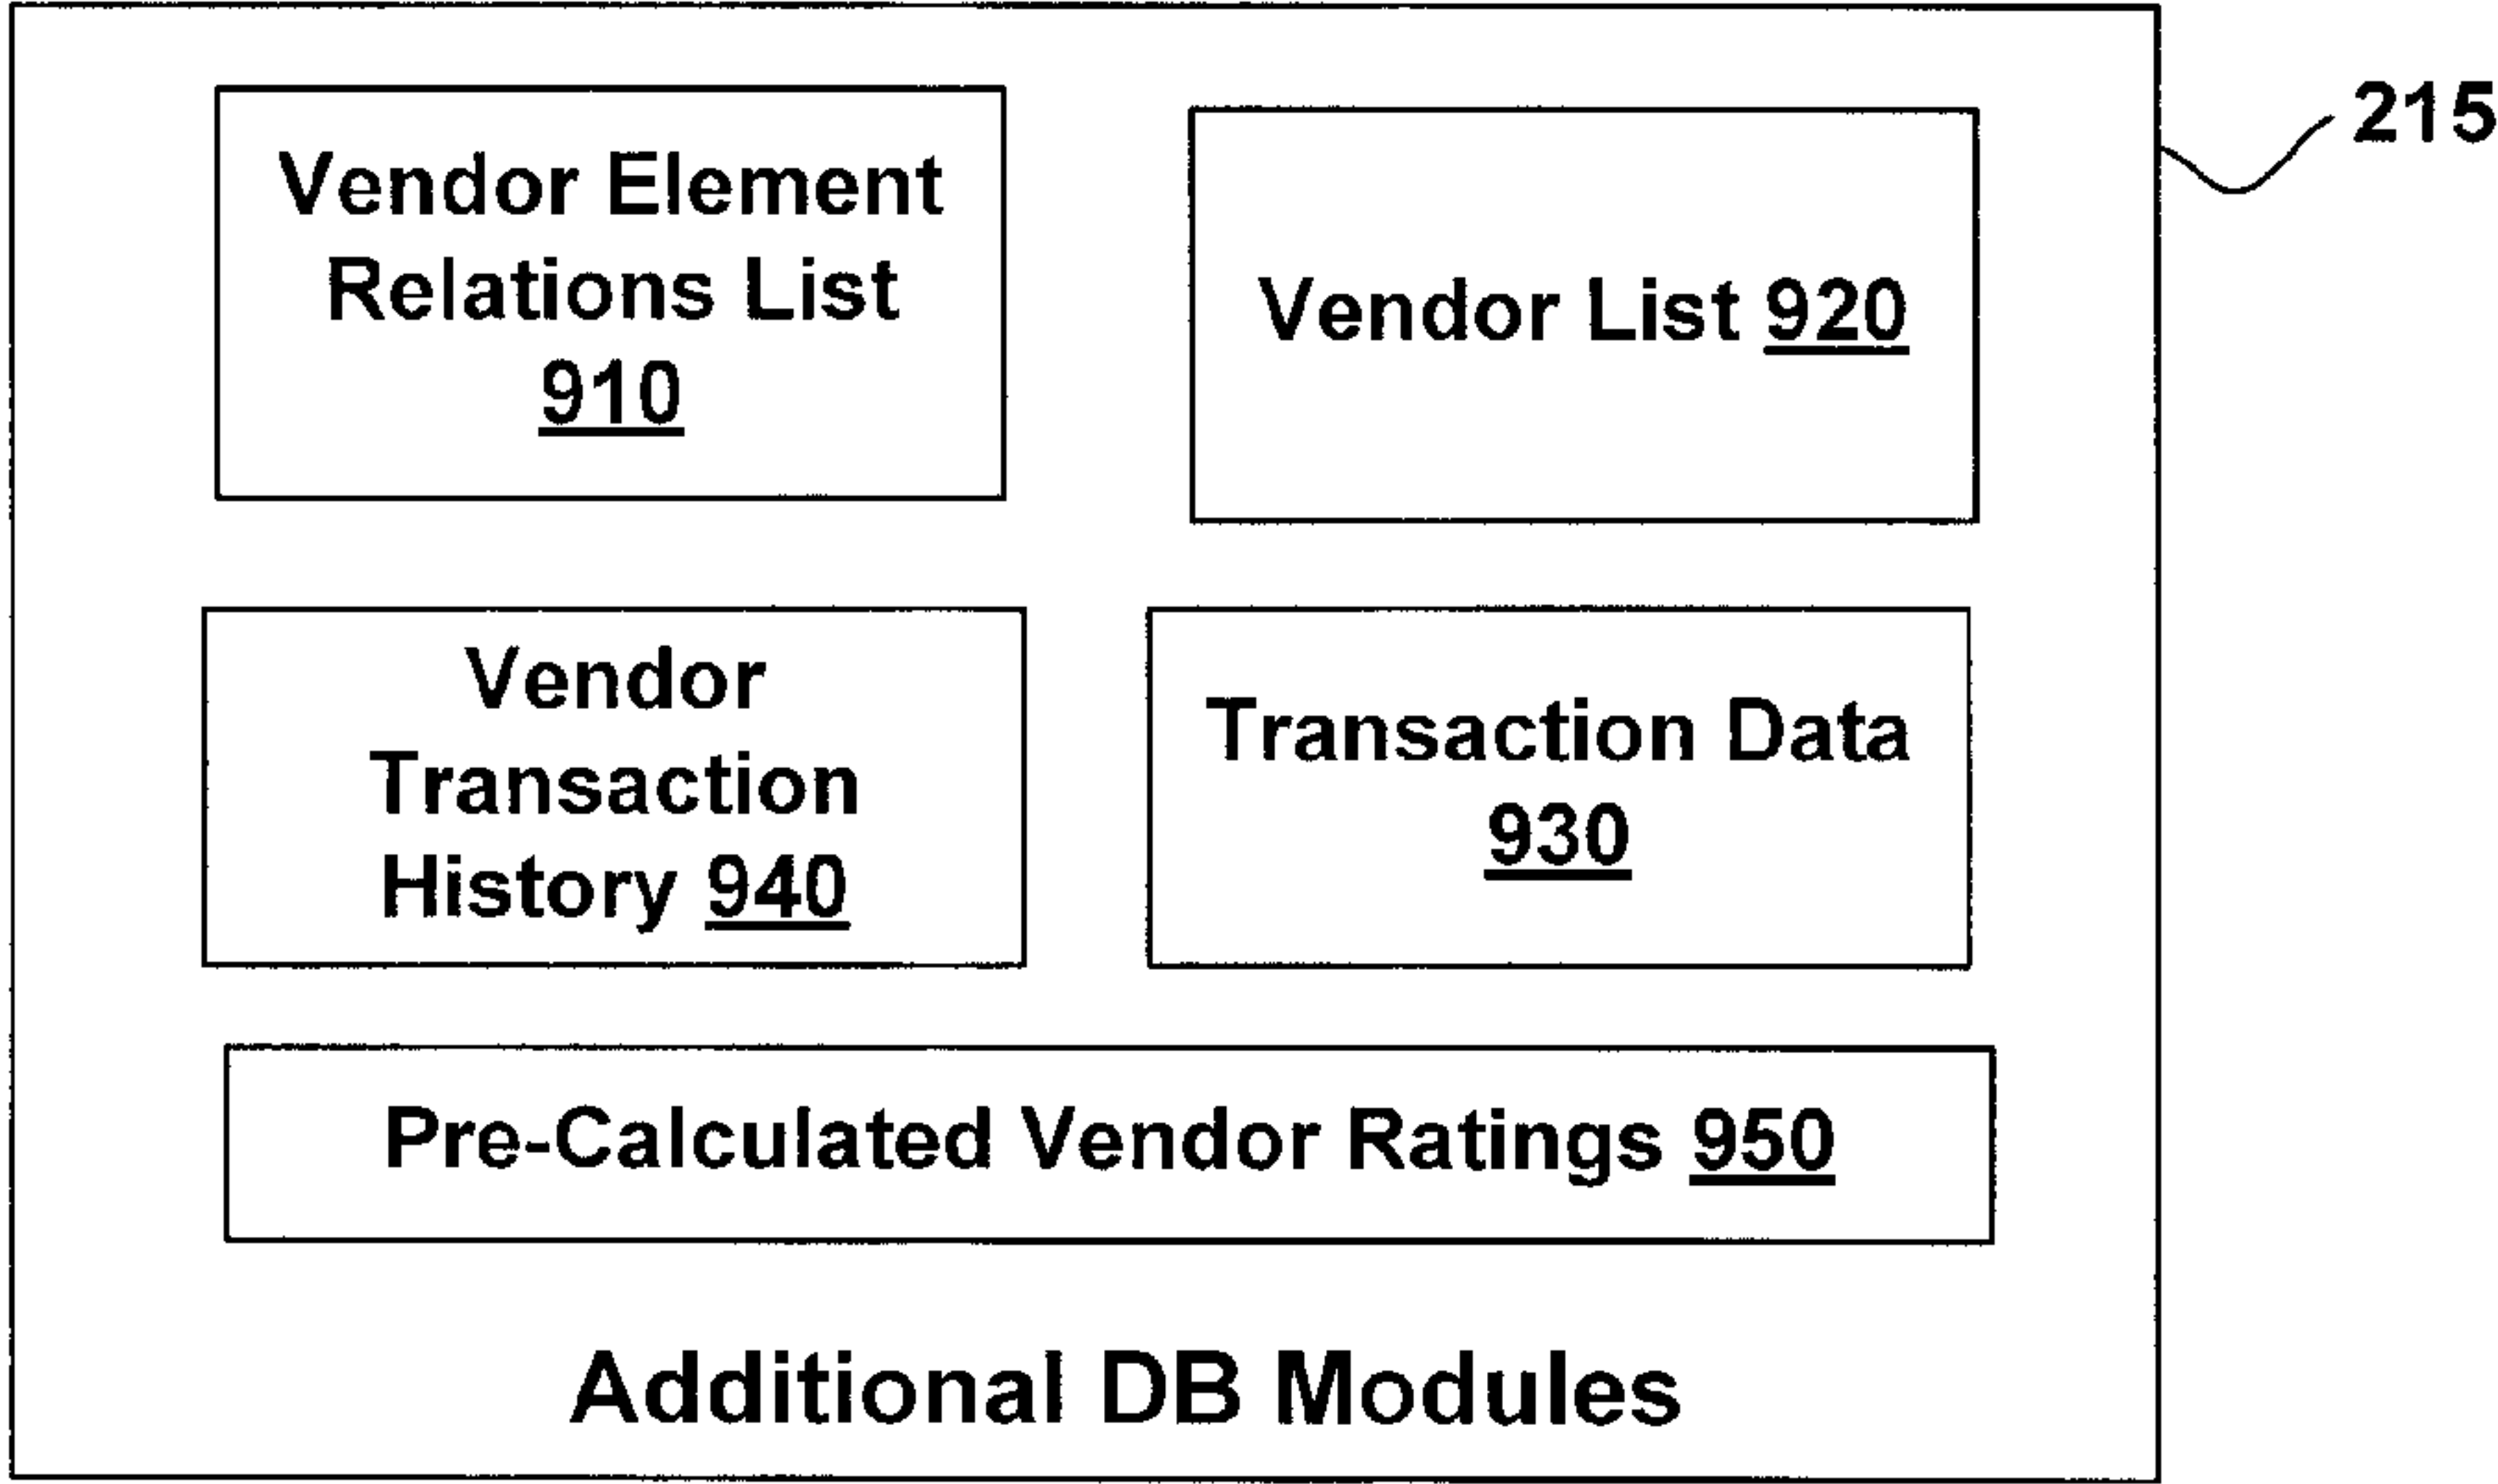 215
Vendor Element
Relations List
910
Vendor List 920
Vendor
Transaction
History 940
Transaction Data
930
Pre-Calculated Vendor Ratings 950
Additional DB Modules